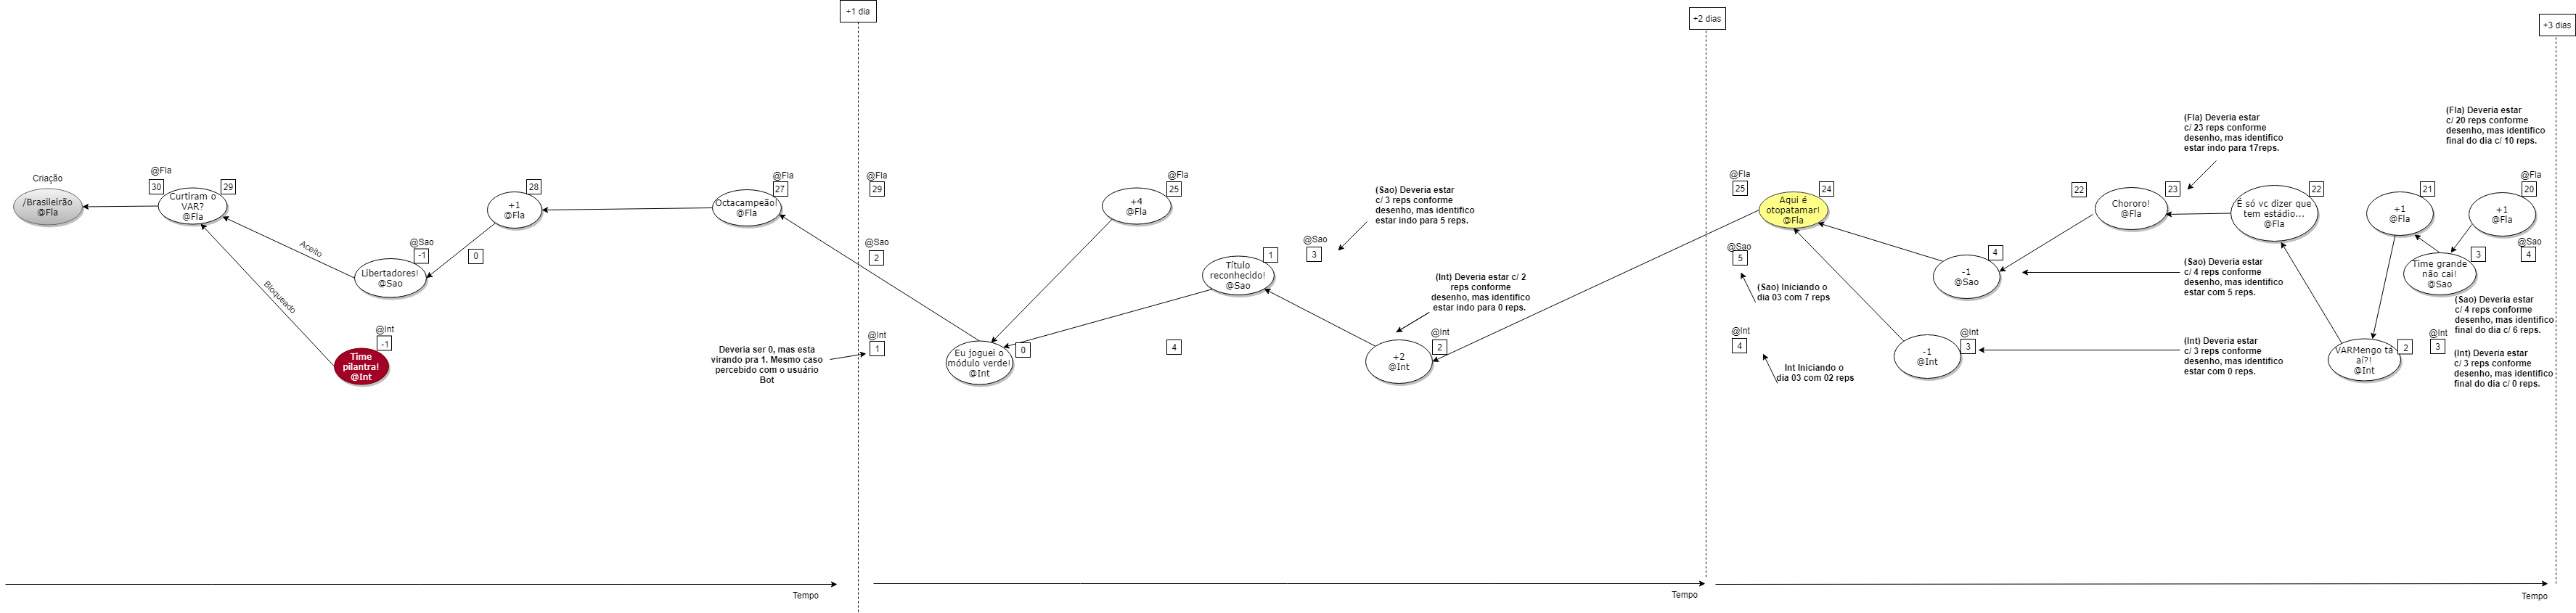 +1 dia
+2 dias
+3 dias
Criação
/Brasileirão
@Fla
@Fla
30
29
Curtiram o
VAR?
@Fla
Aceito
Bloqueado
@Sao
-1
Libertadores!
@Sao
0
@Int
-1
Time
pilantra!
@Int
28
+1
@Fla
@Fla
27
Octacampeão!
@Fla
Deveria ser 0, mas esta
virando pra 1. Mesmo caso
percebido com o usuário
Bot
Tempo
@Fla
29
@Sao
2
@Int
1
Eu joguei o
módulo verde!
@Int
0
@Fla
25
+4
@Fla
4
1
Título
reconhecido!
@Sao
@Sao
3
(Sao) Deveria estar
c/ 3 reps conforme
desenho, mas identifico
estar indo para 5 reps.
(Int) Deveria estar c/ 2
reps conforme
desenho, mas identifico
estar indo para 0 reps.
@Int
2
+2
@Int
Tempo
@Fla
25
@Sao
5
(Sao) Iniciando o
dia 03 com 7 reps
@Int
4
Int Iniciando o
dia 03 com 02 reps
24
Aqui é
otopatamar!
@Fla
4
-1
@Sao
@Int
3
-1
@Int
22
23
Chororo!
@Fla
(Fla) Deveria estar
c/ 23 reps conforme
desenho, mas identifico
estar indo para 17reps.
(Sao) Deveria estar
c/ 4 reps conforme
desenho, mas identifico
estar com 5 reps.
(Int) Deveria estar
c/ 3 reps conforme
desenho, mas identifico
estar com 0 reps.
22
É só vc dizer que
tem estádio...
@Fla
2
VARMengo tá
aí?!
@Int
21
+1
@Fla
3
Time grande
não cai!
@Sao
(Fla) Deveria estar
c/ 20 reps conforme
desenho, mas identifico
final do dia c/ 10 reps.
@Fla
20
+1
@Fla
@Sao
4
(Sao) Deveria estar
c/ 4 reps conforme
desenho, mas identifico
final do dia c/ 6 reps.
@Int
3
(Int) Deveria estar
c/ 3 reps conforme
desenho, mas identifico
final do dia c/ 0 reps.
Tempo